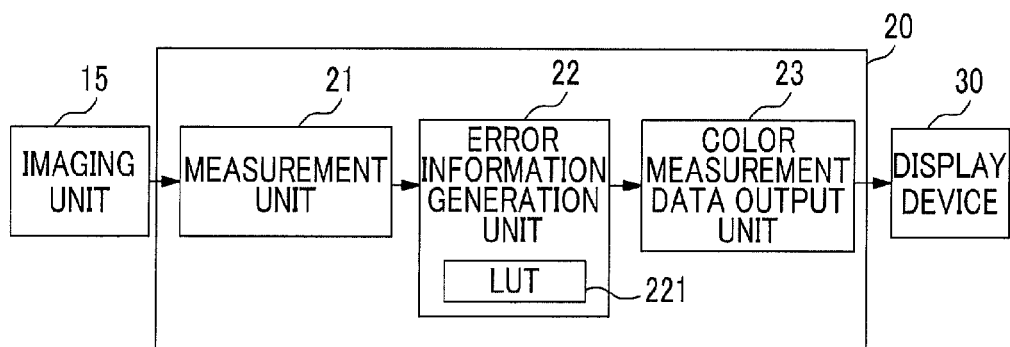 20
15
21
22
23
30
IMAGING
UNIT
MEASUREMENT
UNIT
ERROR
INFORMATION
GENERATION
UNIT
LUT
221
COLOR
MEASUREMENT
DATA OUTPUT
UNIT
DISPLAY
DEVICE